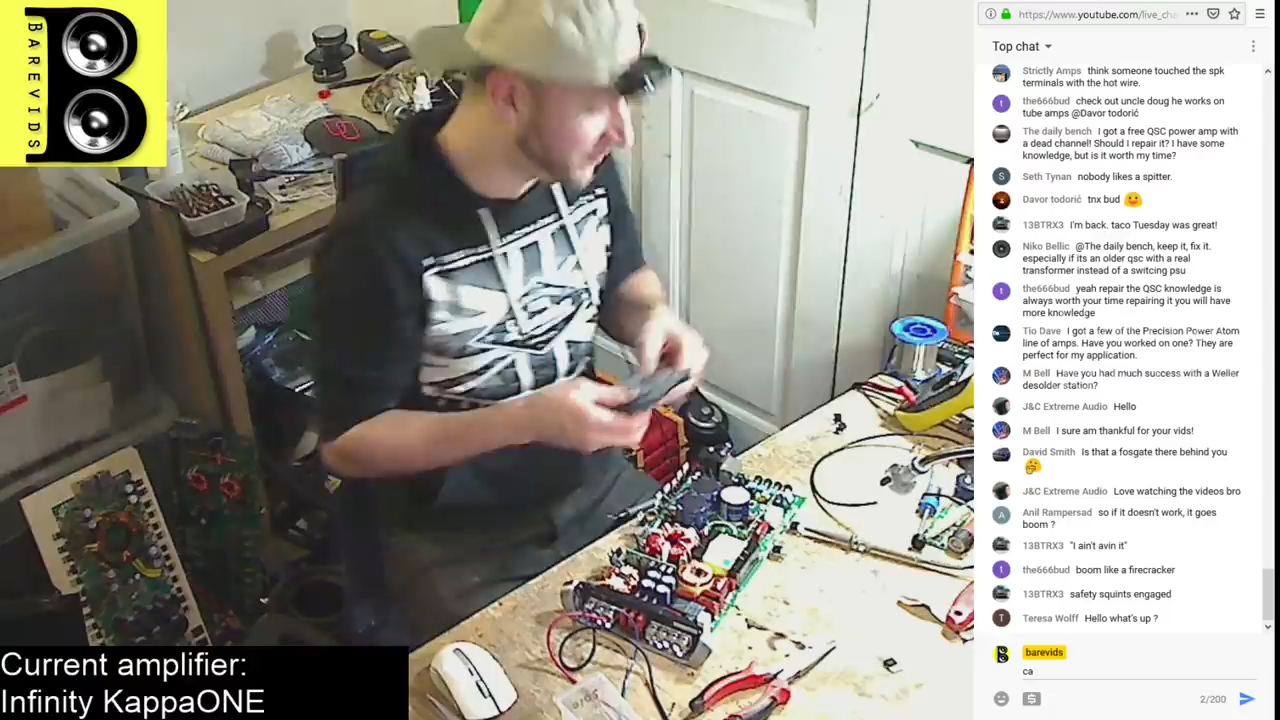 BAREVIDS
https://www.youtube.com/live_cha
Top chat
Strictly Amps think someone touched the spk
terminals with the hot wire.
the666bud check out uncle doug he works on
tube amps @Davor todorić
The daily bench I got a free QSC power amp with
a dead channel! Should I repair it? I have some
knowledge, but is it worth my time?
Seth Tynan nobody likes a spitter.
Davor todorić tnx bud
13BTRX3 I'm back. taco Tuesday was great!
Niko Bellic @The daily bench, keep it, fix it.
especially if its an older qsc with a real
transformer instead of a switcing psu
the666bud yeah repair the QSC knowledge is
always worth your time repairing it you will have
more knowledge
Tio Dave I got a few of the Precision Power Atom
line of amps. Have you worked on one? They are
perfect for my application.
M Bell Have you had much success with a Weller
desolder station?
J&C Extreme Audio Hello
M Bell I sure am thankful for your vids!
David Smith Is that a fosgate there behind you
J&C Extreme Audio Love watching the videos bro
Anil Rampersad so if it doesn't work, it goes
boom ?
13BTRX3 "I ain't avin it"
the666bud boom like a firecracker
13BTRX3 safety squints engaged
Teresa Wolff Hello what's up ?
barevids
ca
2/200
Current amplifier:
Infinity KappaONE